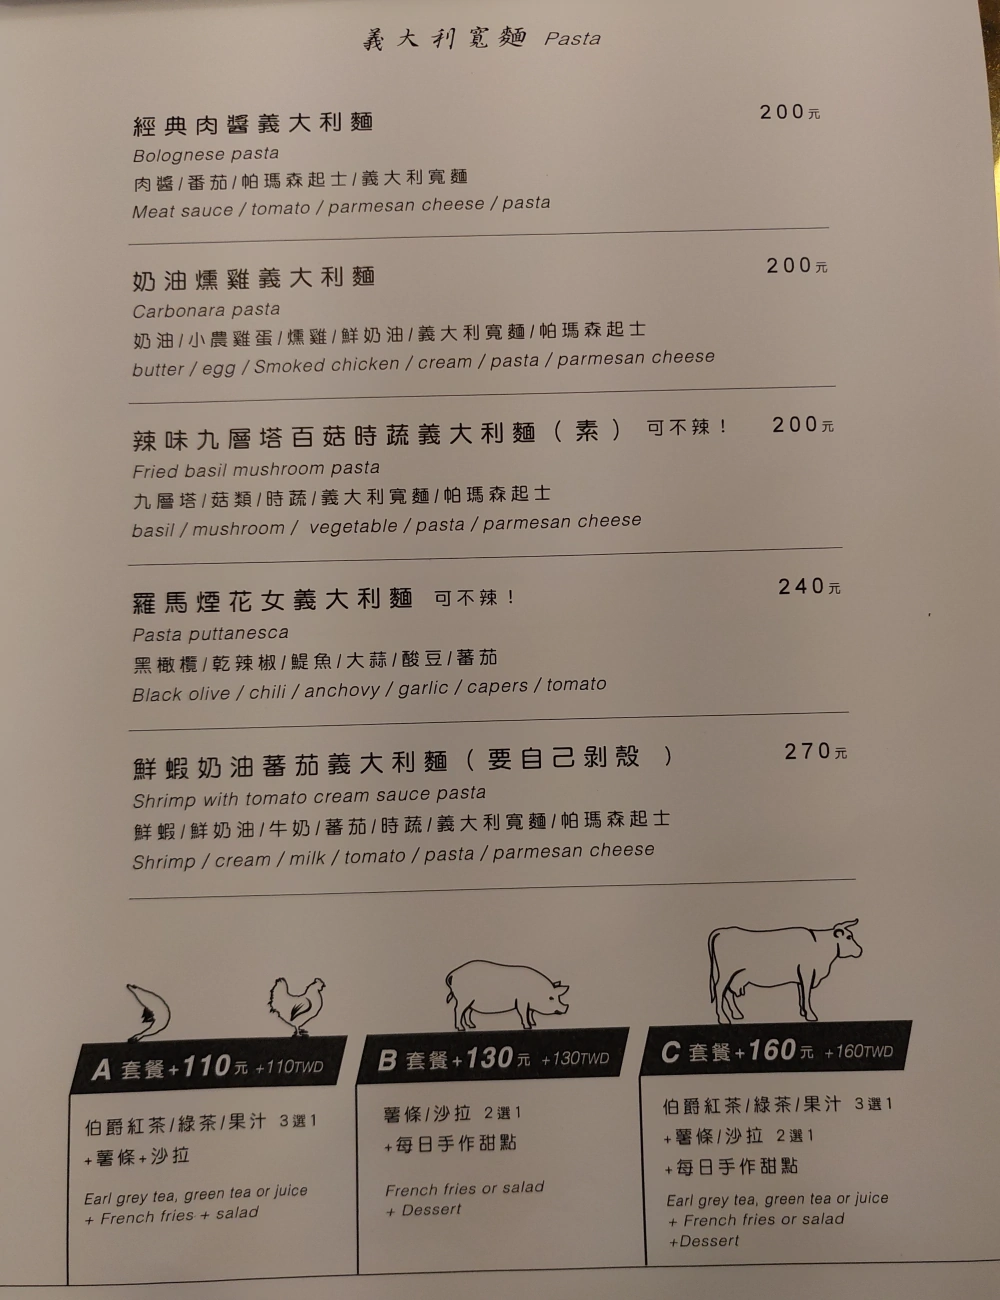 義大利寬麵 Pasta
經典肉醬義大利麵 200元
Bolognese pasta
肉醬/番茄/帕瑪森起士/義大利寬麵
Meat sauce / tomato / parmesan cheese / pasta
奶油燻雞義大利麵 200元
Carbonara pasta
奶油/小農雞蛋/燻雞/鮮奶油/義大利寬麵/帕瑪森起士
butter / egg / Smoked chicken / cream / pasta / parmesan cheese
辣味九層塔百菇時蔬義大利麵（素） 可不辣！ 200元
Fried basil mushroom pasta
九層塔/菇類/時蔬/義大利寬麵/帕瑪森起士
basil / mushroom / vegetable / pasta / parmesan cheese
羅馬煙花女義大利麵 可不辣！ 240元
Pasta puttanesca
黑橄欖/乾辣椒/鯷魚/大蒜/酸豆/蕃茄
Black olive / chili / anchovy / garlic / capers / tomato
鮮蝦奶油蕃茄義大利麵（要自己剝殼 ） 270元
Shrimp with tomato cream sauce pasta
鮮蝦/鮮奶油/牛奶/蕃茄/時蔬/義大利寬麵/帕瑪森起士
Shrimp / cream / milk / tomato / pasta / parmesan cheese
A 套餐+110元 +110TWD
伯爵紅茶/綠茶/果汁 3選1
+薯條+沙拉
Earl grey tea, green tea or juice
+ French fries + salad
B 套餐+130元 +130TWD
薯條/沙拉 2選1
+每日手作甜點
French fries or salad
+ Dessert
C 套餐+160元 +160TWD
伯爵紅茶/綠茶/果汁 3選1
+薯條/沙拉 2選1
+每日手作甜點
Earl grey tea, green tea or juice
+ French fries or salad
+Dessert